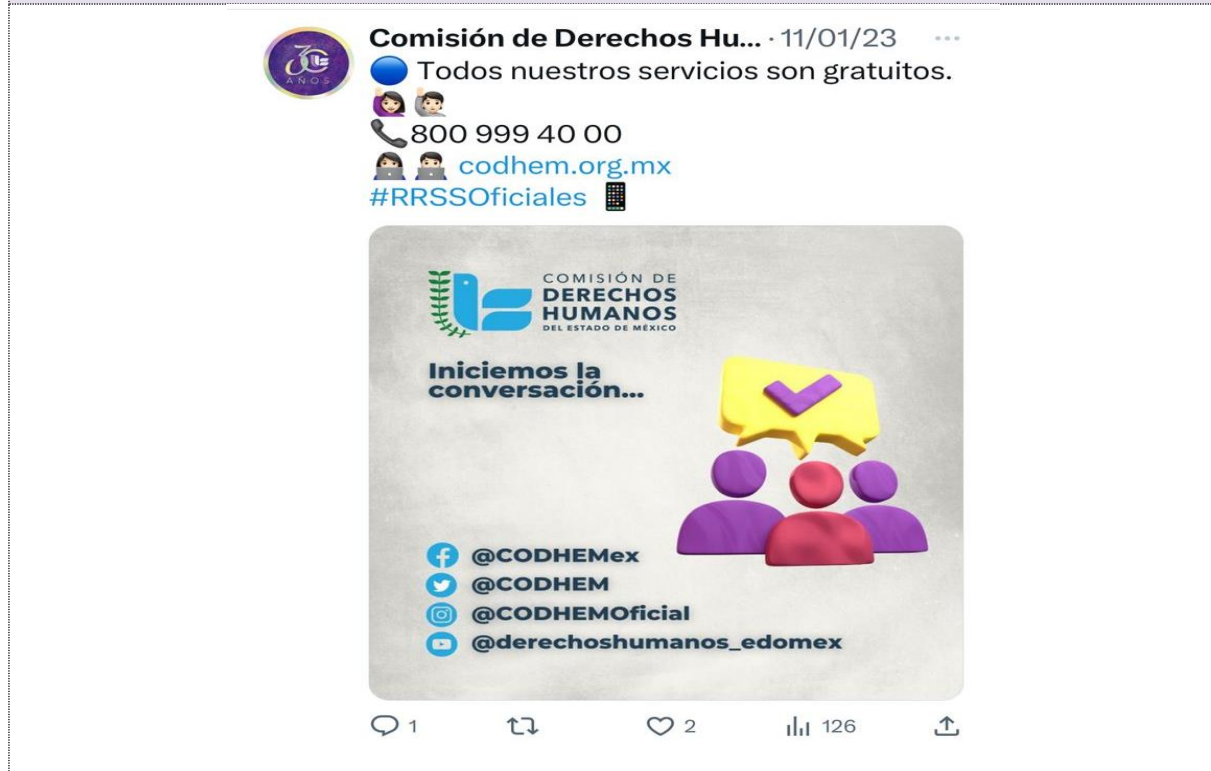 Comisión de Derechos Hu... · 11/01/23
Todos nuestros servicios son gratuitos.
800 999 40 00
codhem.org.mx
#RRSSOficiales
30
AÑOS
COMISIÓN DE
DERECHOS
HUMANOS
DEL ESTADO DE MÉXICO
Iniciemos la
conversación...
@CODHEMex
@CODHEM
@CODHEMOficial
@derechoshumanos_edomex
1
2
126